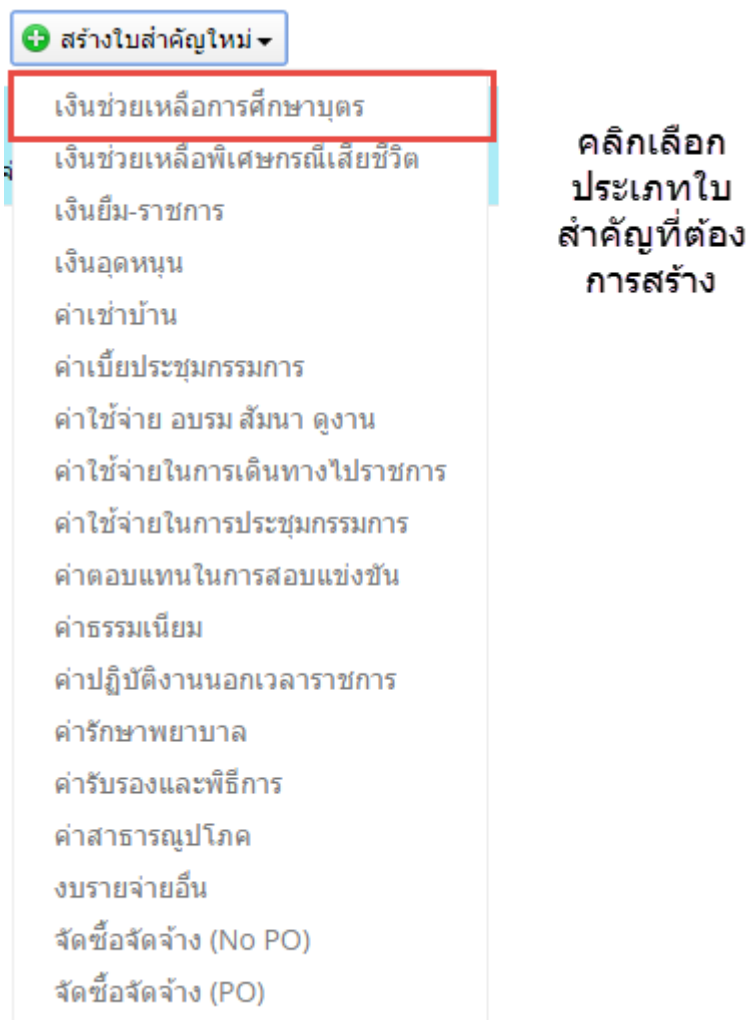 สร้างใบสำคัญใหม่
เงินช่วยเหลือการศึกษาบุตร
เงินช่วยเหลือพิเศษกรณีเสียชีวิต
เงินยืม-ราชการ
เงินอุดหนุน
ค่าเช่าบ้าน
ค่าเบี้ยประชุมกรรมการ
ค่าใช้จ่าย อบรม สัมนา ดูงาน
ค่าใช้จ่ายในการเดินทางไปราชการ
ค่าใช้จ่ายในการประชุมกรรมการ
ค่าตอบแทนในการสอบแข่งขัน
ค่าธรรมเนียม
ค่าปฏิบัติงานนอกเวลาราชการ
ค่ารักษาพยาบาล
ค่ารับรองและพิธีการ
ค่าสาธารณูปโภค
งบรายจ่ายอื่น
จัดซื้อจัดจ้าง (No PO)
จัดซื้อจัดจ้าง (PO)
คลิกเลือก
ประเภทใบ
สำคัญที่ต้อง
การสร้าง